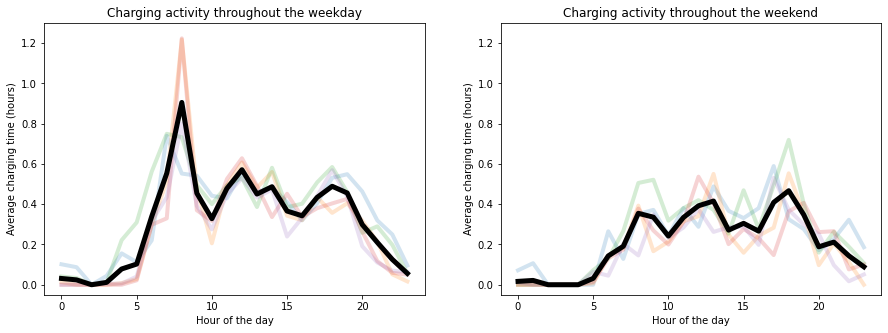 Charging activity throughout the weekday
Average charging time (hours)
1.2
1.0
0.8
0.6
0.4
0.2
0.0
0 5 10 15 20
Hour of the day
Charging activity throughout the weekend
Average charging time (hours)
1.2
1.0
0.8
0.6
0.4
0.2
0.0
0 5 10 15 20
Hour of the day